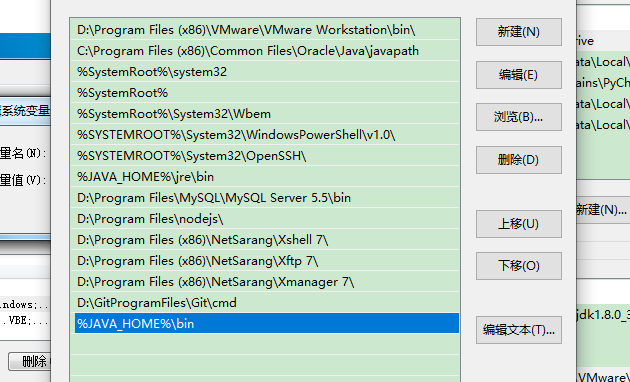 D:\Program Files (x86)\VMware\VMware Workstation\bin\
C:\Program Files (x86)\Common Files\Oracle\Java\javapath
%SystemRoot%\system32
%SystemRoot%
%SystemRoot%\System32\Wbem
%SYSTEMROOT%\System32\WindowsPowerShell\v1.0\
%SYSTEMROOT%\System32\OpenSSH\
%JAVA_HOME%\jre\bin
D:\Program Files\MySQL\MySQL Server 5.5\bin
D:\Program Files\nodejs\
D:\Program Files (x86)\NetSarang\Xshell 7\
D:\Program Files (x86)\NetSarang\Xftp 7\
D:\Program Files (x86)\NetSarang\Xmanager 7\
D:\GitProgramFiles\Git\cmd
%JAVA_HOME%\bin
新建(N)
编辑(E)
浏览(B)...
删除(D)
上移(U)
下移(O)
编辑文本(T)...
系统变量
量名(N):
量值(V):
ndows;...
.VBE;...
删除
rive
ata\Local\
ains\PyCh
ata\Local\
ata\Local\
新建(N)...
jdk1.8.0_3
VMware\